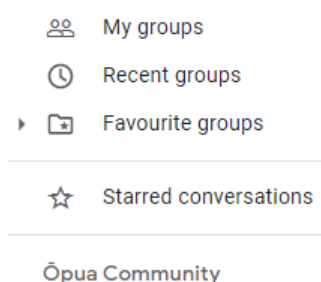 My groups
Recent groups
Favourite groups
Starred conversations
Ōpua Community